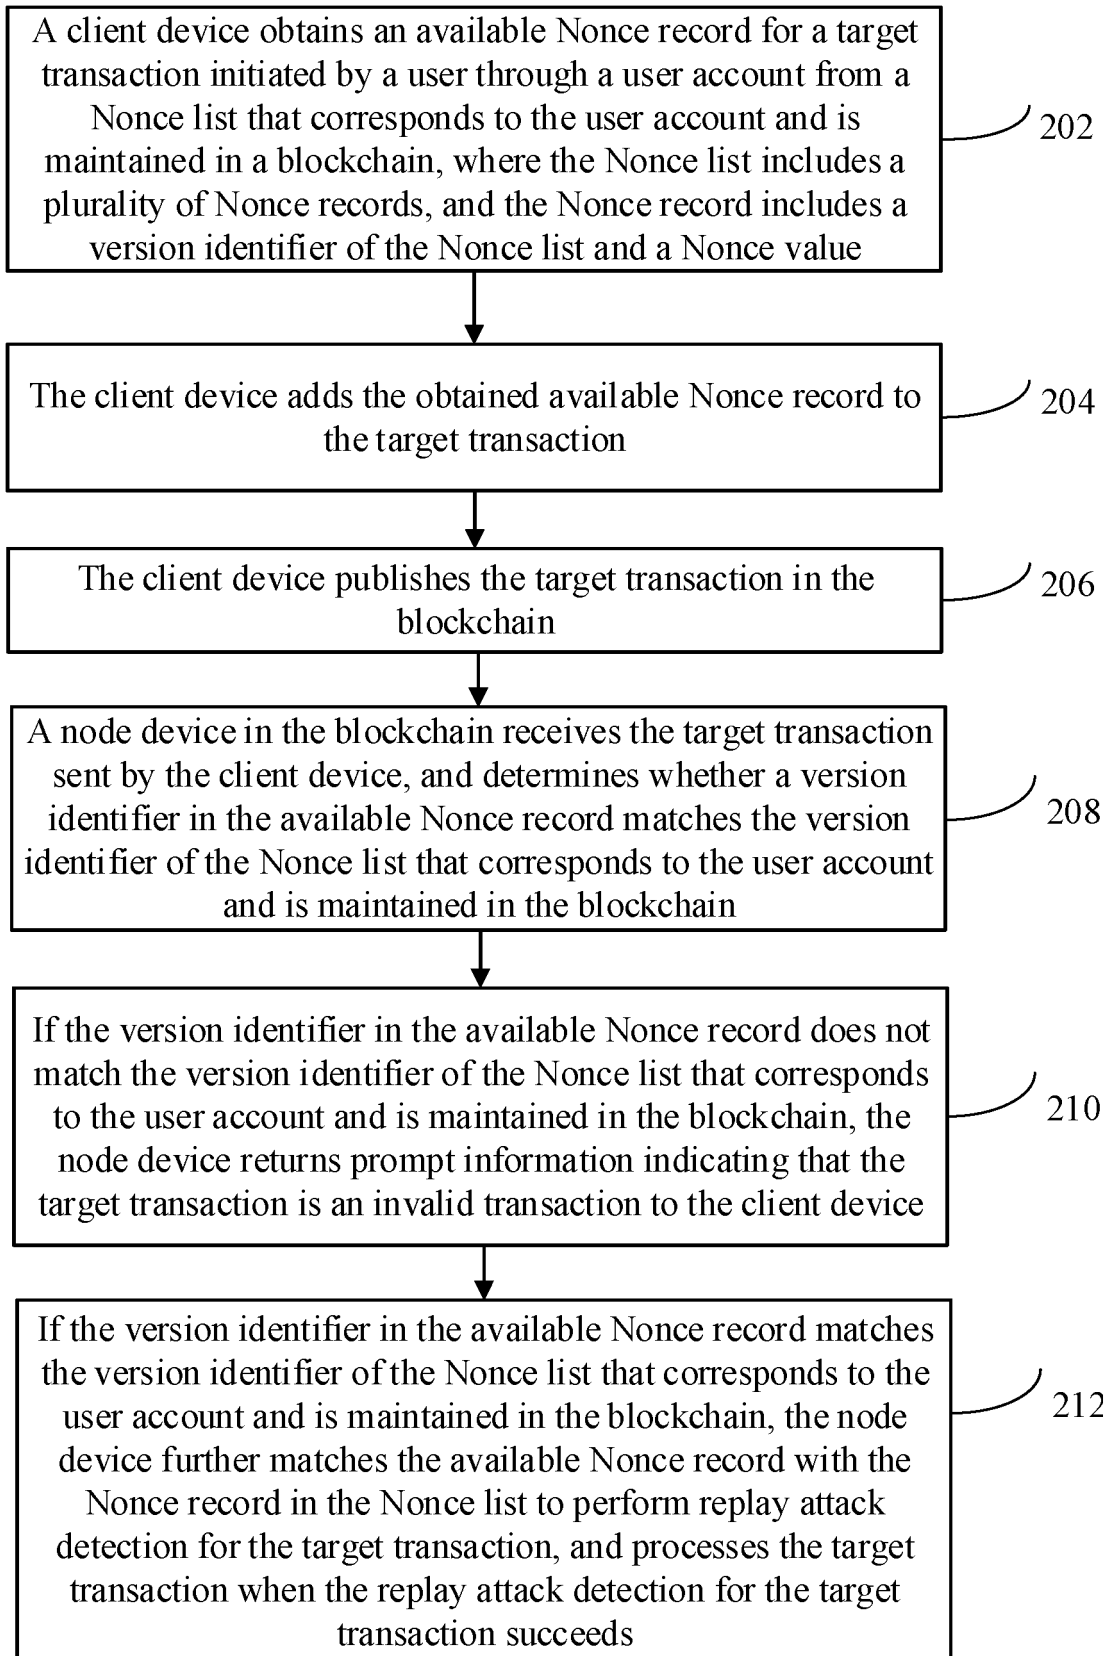 A client device obtains an available Nonce record for a target
transaction initiated by a user through a user account from a
Nonce list that corresponds to the user account and is
maintained in a blockchain, where the Nonce list includes a
plurality of Nonce records, and the Nonce record includes a
version identifier of the Nonce list and a Nonce value
202
The client device adds the obtained available Nonce record to
the target transaction
204
The client device publishes the target transaction in the
blockchain
206
A node device in the blockchain receives the target transaction
sent by the client device, and determines whether a version
identifier in the available Nonce record matches the version
identifier of the Nonce list that corresponds to the user account
and is maintained in the blockchain
208
If the version identifier in the available Nonce record does not
match the version identifier of the Nonce list that corresponds
to the user account and is maintained in the blockchain, the
node device returns prompt information indicating that the
target transaction is an invalid transaction to the client device
210
If the version identifier in the available Nonce record matches
the version identifier of the Nonce list that corresponds to the
user account and is maintained in the blockchain, the node
device further matches the available Nonce record with the
Nonce record in the Nonce list to perform replay attack
detection for the target transaction, and processes the target
transaction when the replay attack detection for the target
transaction succeeds
212